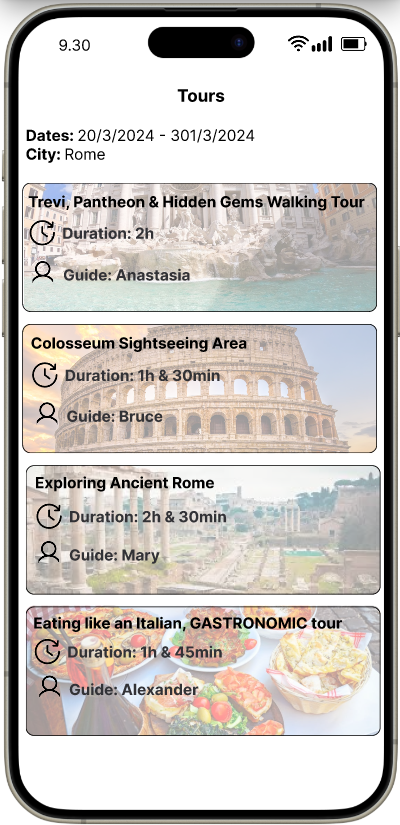 9.30
Tours
Dates: 20/3/2024 - 301/3/2024
City: Rome
Trevi, Pantheon & Hidden Gems Walking Tour
Duration: 2h
Guide: Anastasia
Colosseum Sightseeing Area
Duration: 1h & 30min
Guide: Bruce
Exploring Ancient Rome
Duration: 2h & 30min
Guide: Mary
Eating like an Italian, GASTRONOMIC tour
Duration: 1h & 45min
Guide: Alexander